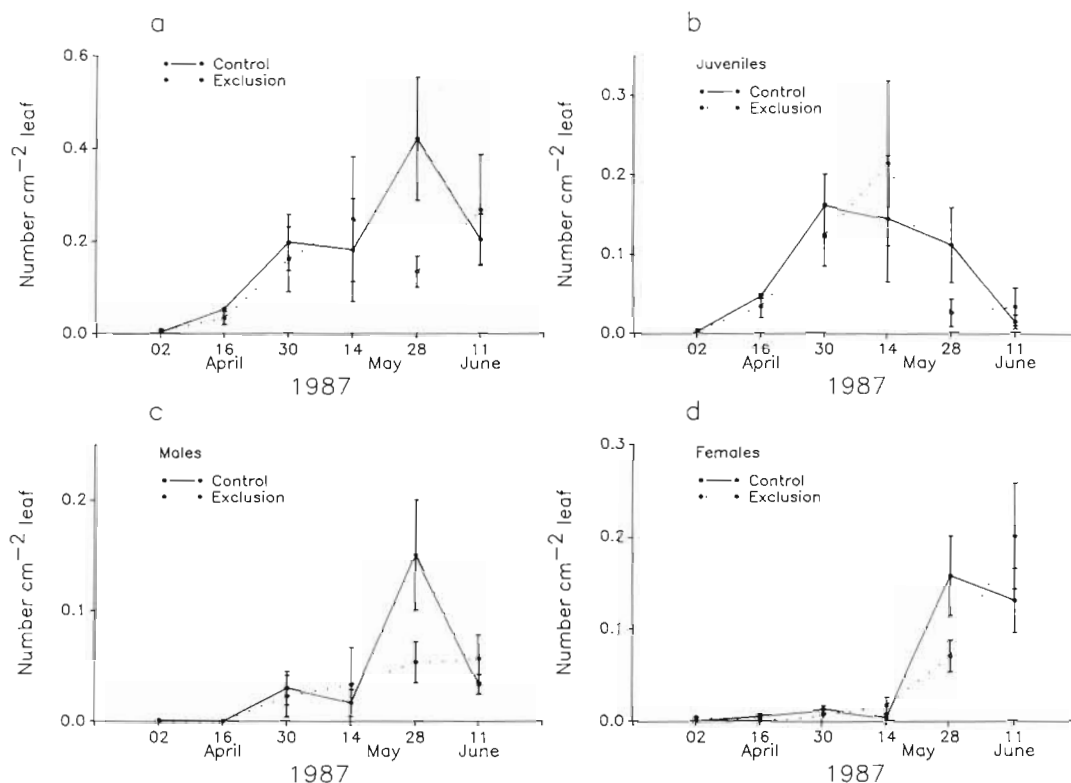 a
0.6
0.4
0.2
0.0
Number cm⁻² leaf
Control
Exclusion
02 16 30 14 28 11
April May June
1987
b
Juveniles
0.3
0.2
0.1
0.0
Number cm⁻² leaf
Control
Exclusion
02 16 30 14 28 11
April May June
1987
c
Males
0.2
0.1
0.0
Number cm⁻² leaf
Control
Exclusion
02 16 30 14 28 11
April May June
1987
d
Females
0.3
0.2
0.1
0.0
Number cm⁻² leaf
Control
Exclusion
02 16 30 14 28 11
April May June
1987